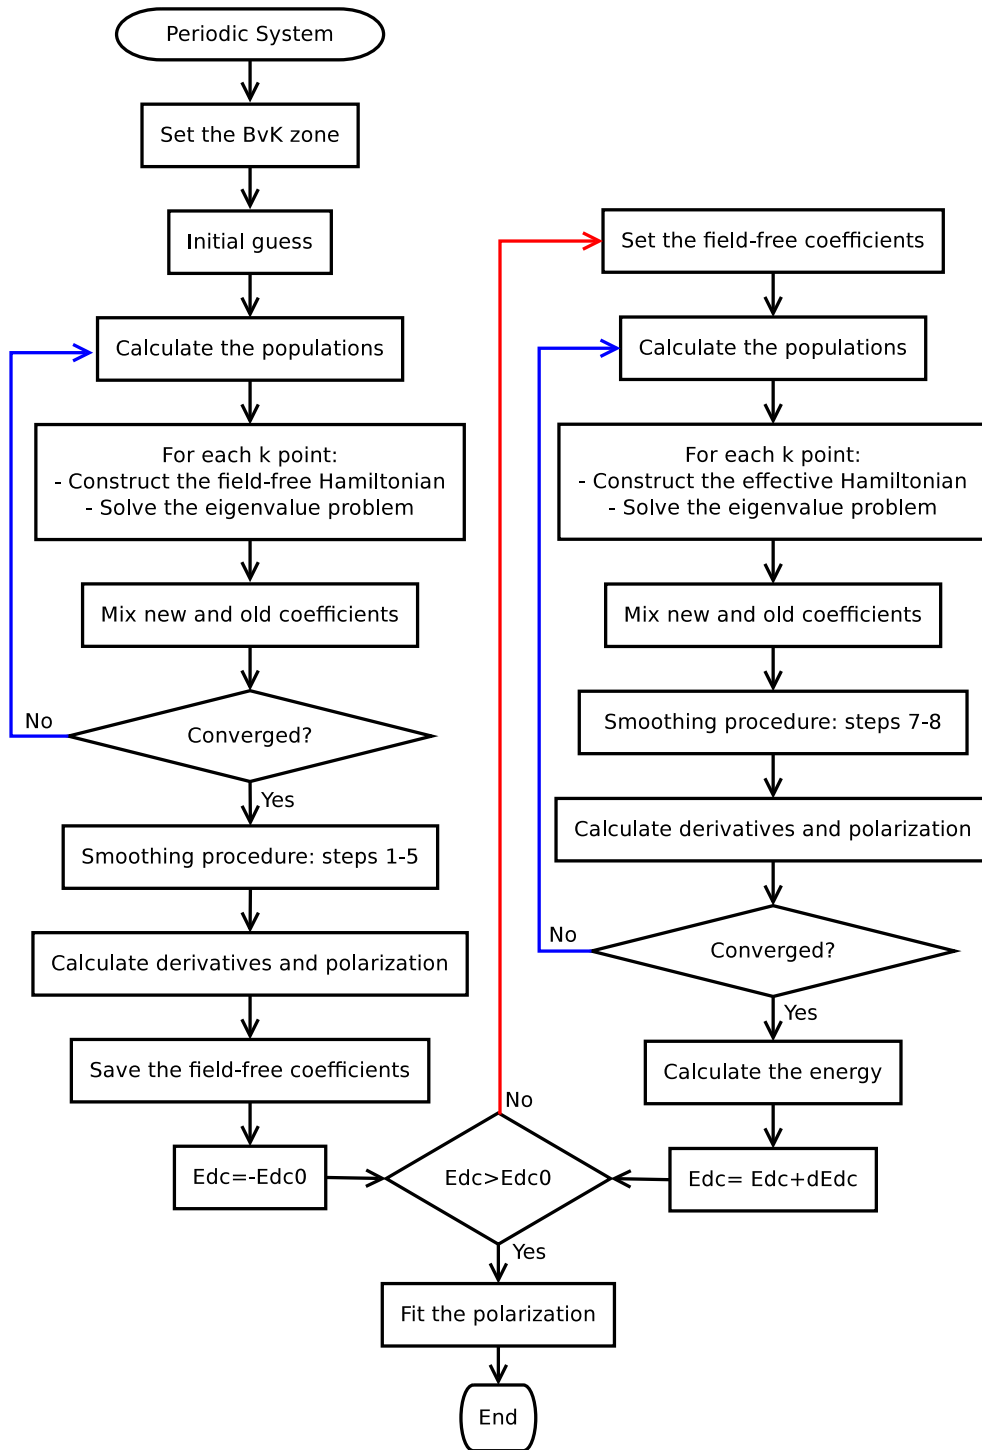 Periodic System
Set the BvK zone
Initial guess
Calculate the populations
For each k point:
- Construct the field-free Hamiltonian
- Solve the eigenvalue problem
Mix new and old coefficients
No
Converged?
Yes
Smoothing procedure: steps 1-5
Calculate derivatives and polarization
Save the field-free coefficients
Edc=-Edc0
Set the field-free coefficients
Calculate the populations
For each k point:
- Construct the effective Hamiltonian
- Solve the eigenvalue problem
Mix new and old coefficients
Smoothing procedure: steps 7-8
Calculate derivatives and polarization
No
Converged?
Yes
Calculate the energy
Edc= Edc+dEdc
No
Edc>Edc0
Yes
Fit the polarization
End